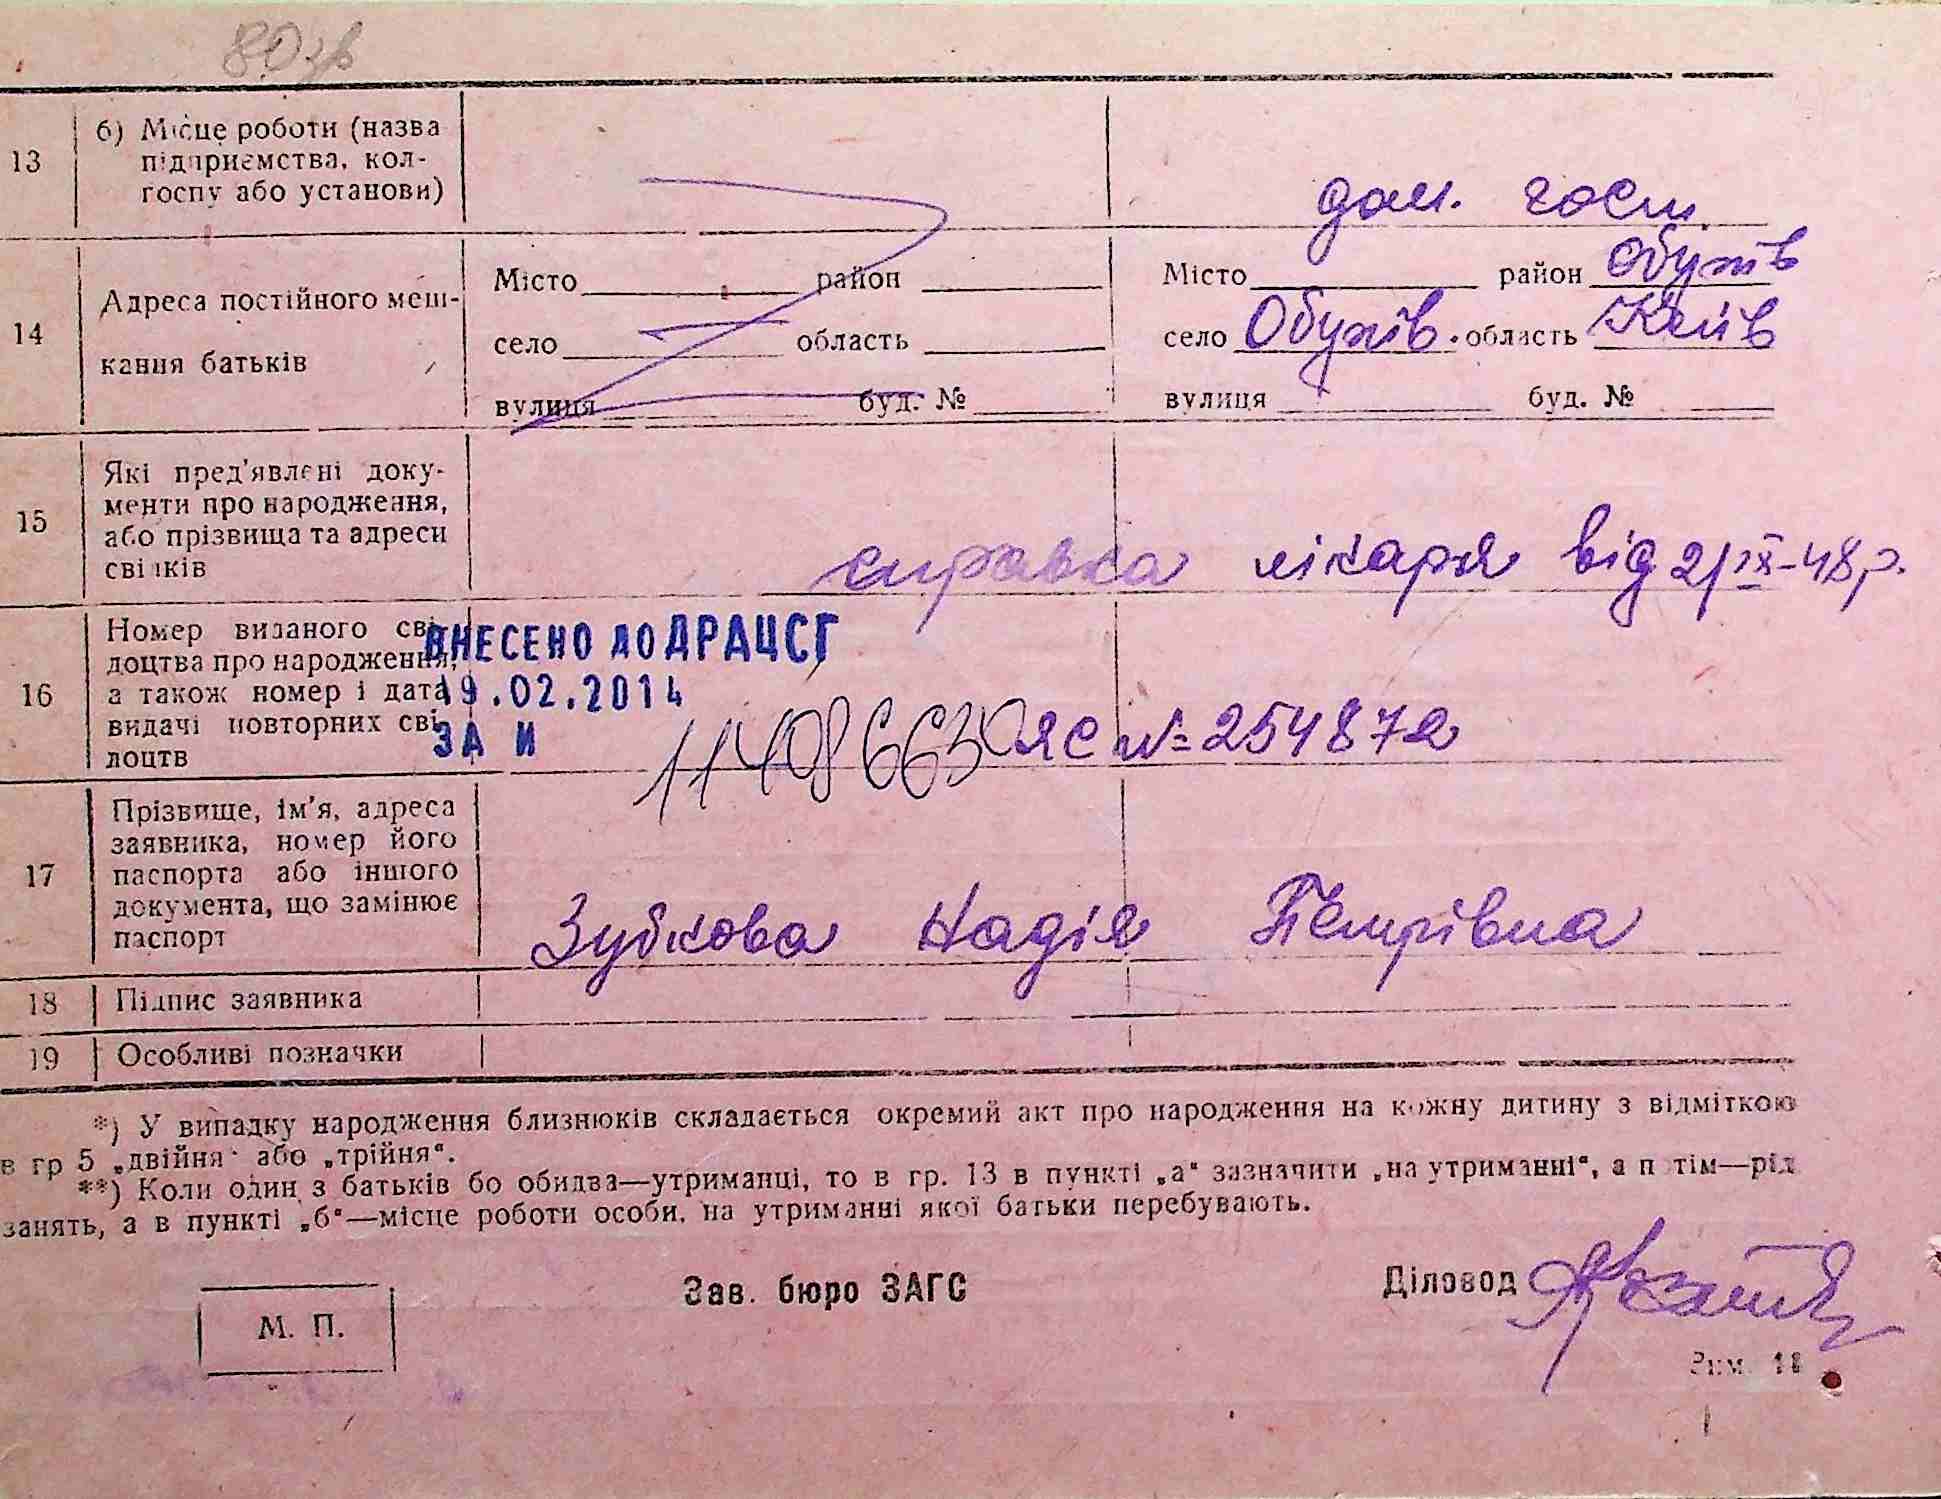 80зв
13 б) Місце роботи (назва
підприємства, кол-
госпу або установи)
дом. госп
14 Адреса постійного меш-
кання батьків
Місто район
село область
вулиця буд. №
Місто район Обухів
село Обухів область Київ
вулиця буд. №
15 Які пред'явлені доку-
менти про народження,
або прізвища та адреси
свідків
справка лікаря від 2/IX-48 р.
16 Номер виданого сві-
доцтва про народження,
а також номер і дата
видачі повторних сві-
доцтв
ВНЕСЕНО ДО ДРАЦСГ
19.02.2014
ЗА И 11408663
ЯС № 254872
17 Прізвище, ім'я, адреса
заявника, номер його
паспорта або іншого
документа, що замінює
паспорт
Зубкова Надія Петрівна
18 Підпис заявника
19 Особливі позначки
*) У випадку народження близнюків складається окремий акт про народження на кожну дитину з відміткою
в гр 5 „двійня" або „трійня".
**) Коли один з батьків бо обидва—утриманці, то в гр. 13 в пункті „а" зазначити „на утриманні", а п тім—рід
занять, а в пункті „б"—місце роботи особи, на утриманні якої батьки перебувають.
М. П.
Зав. бюро ЗАГС
Діловод
Зим. 18